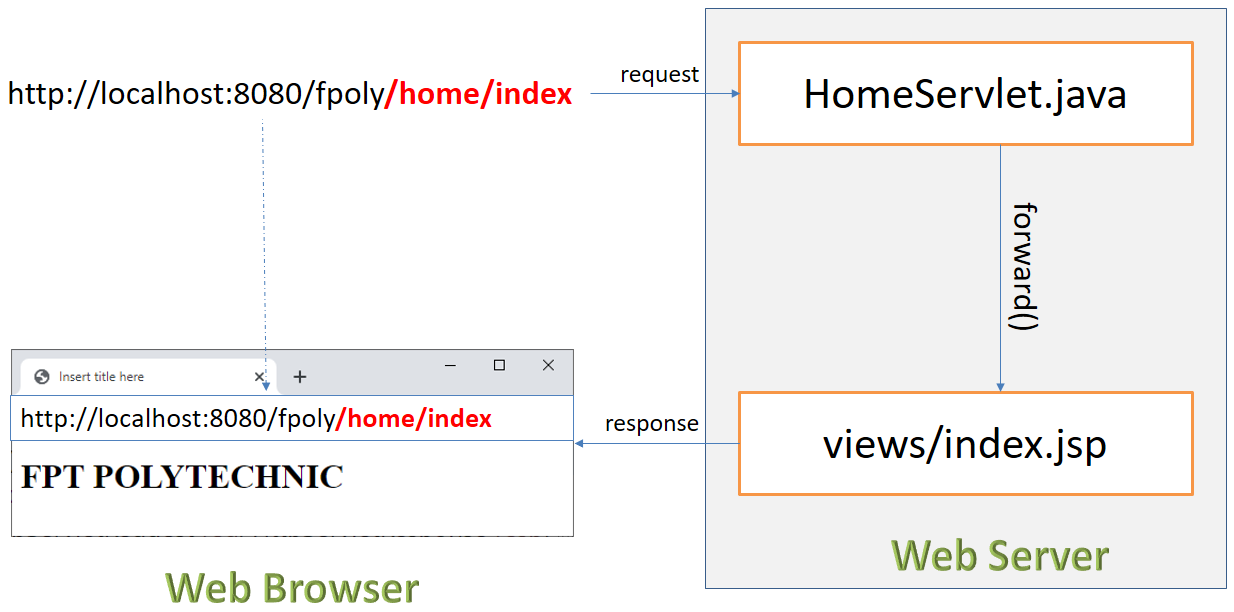 http://localhost:8080/fpoly/home/index
request
HomeServlet.java
forward()
Insert title here
http://localhost:8080/fpoly/home/index
response
views/index.jsp
FPT POLYTECHNIC
Web Server
Web Browser